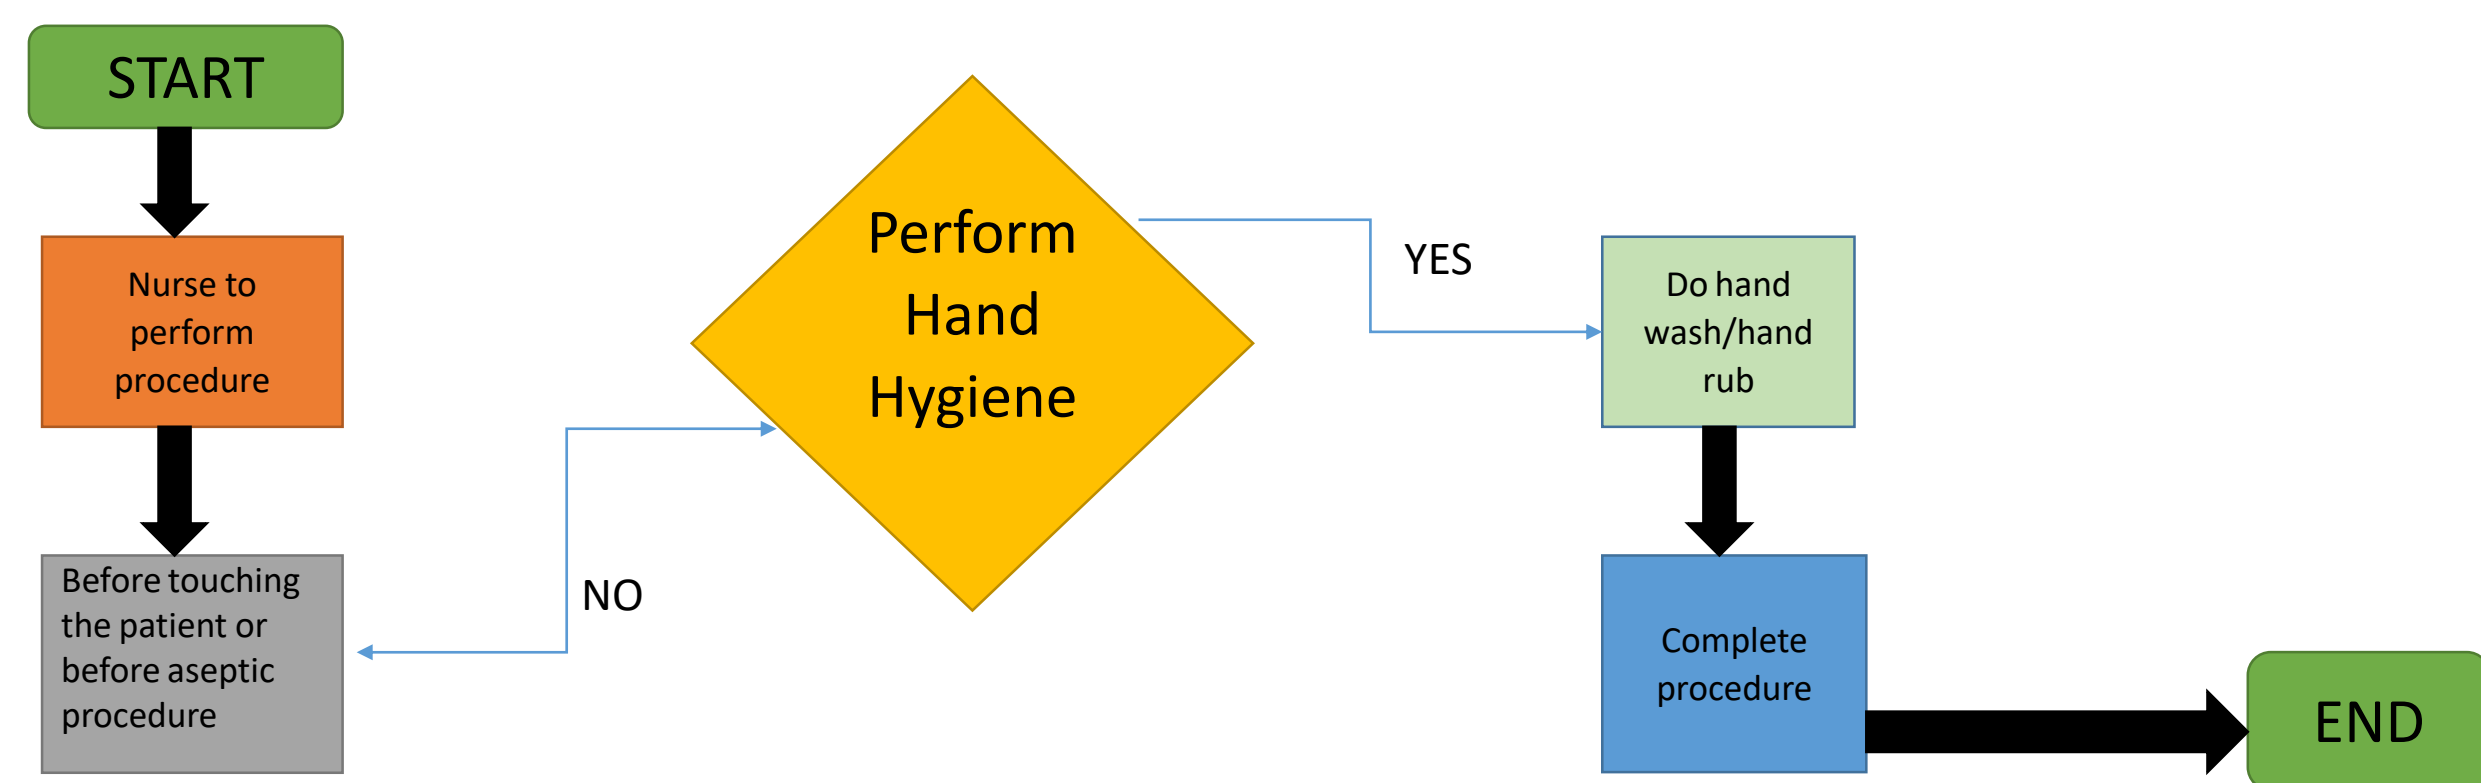 START
Nurse to
perform
procedure
Before touching
the patient or
before aseptic
procedure
NO
Perform
Hand
Hygiene
YES
Do hand
wash/hand
rub
Complete
procedure
END